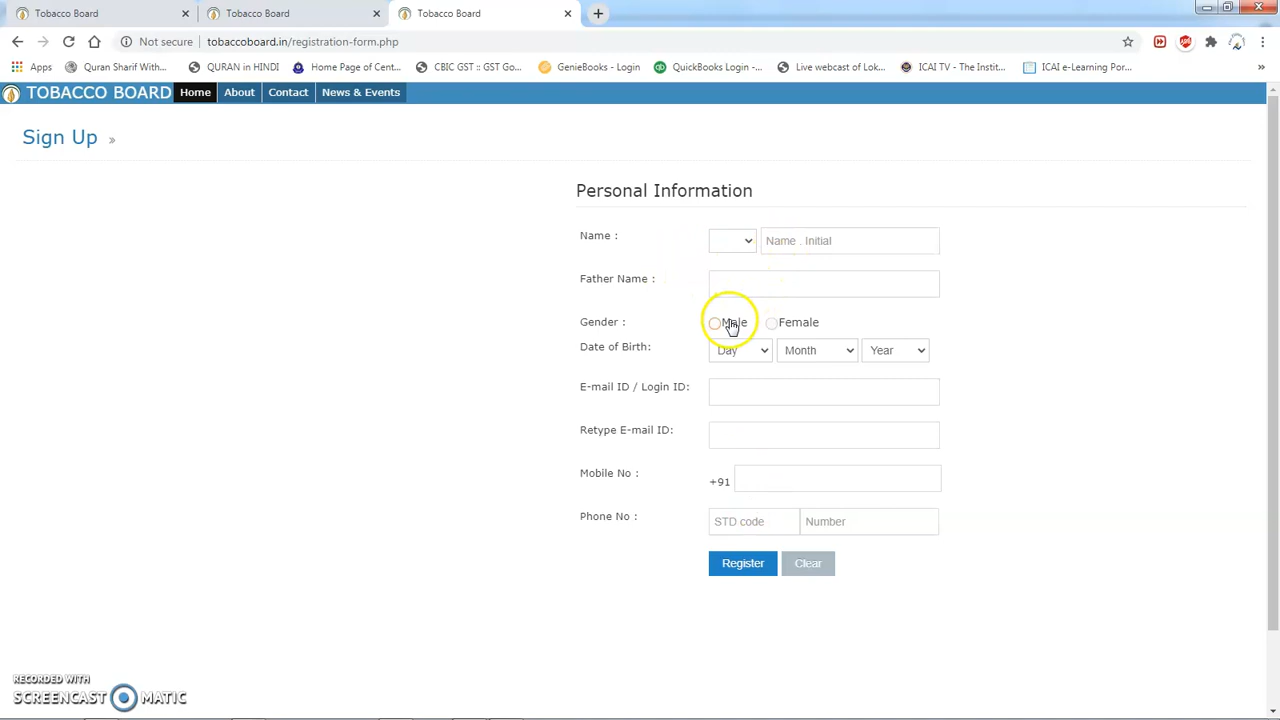 Tobacco Board
Tobacco Board
Tobacco Board
Not secure
tobaccoboard.in/registration-form.php
Apps
Quran Sharif With...
QURAN in HINDI
Home Page of Cent...
CBIC GST :: GST Go...
GenieBooks - Login
QuickBooks Login -...
Live webcast of Lok...
ICAI TV - The Instit...
ICAI e-Learning Por...
»
TOBACCO BOARD
Home
About
Contact
News & Events
Sign Up »
Personal Information
Name :
Name . Initial
Father Name :
Gender :
Male
Female
Date of Birth:
Day
Month
Year
E-mail ID / Login ID:
Retype E-mail ID:
Mobile No :
+91
Phone No :
STD code
Number
Register
Clear
RECORDED WITH
SCREENCAST MATIC